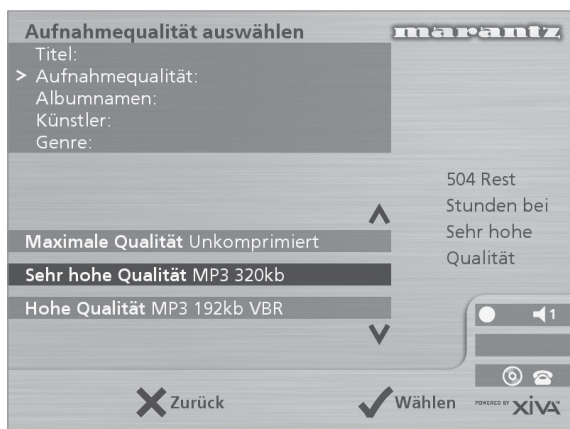 Aufnahmequalität auswählen
marantz
Titel:
> Aufnahmequalität:
Albumnamen:
Künstler:
Genre:
504 Rest
Stunden bei
Sehr hohe
Qualität
Maximale Qualität Unkomprimiert
Sehr hohe Qualität MP3 320kb
Hohe Qualität MP3 192kb VBR
1
Zurück
Wählen
POWERED BY XiVA™